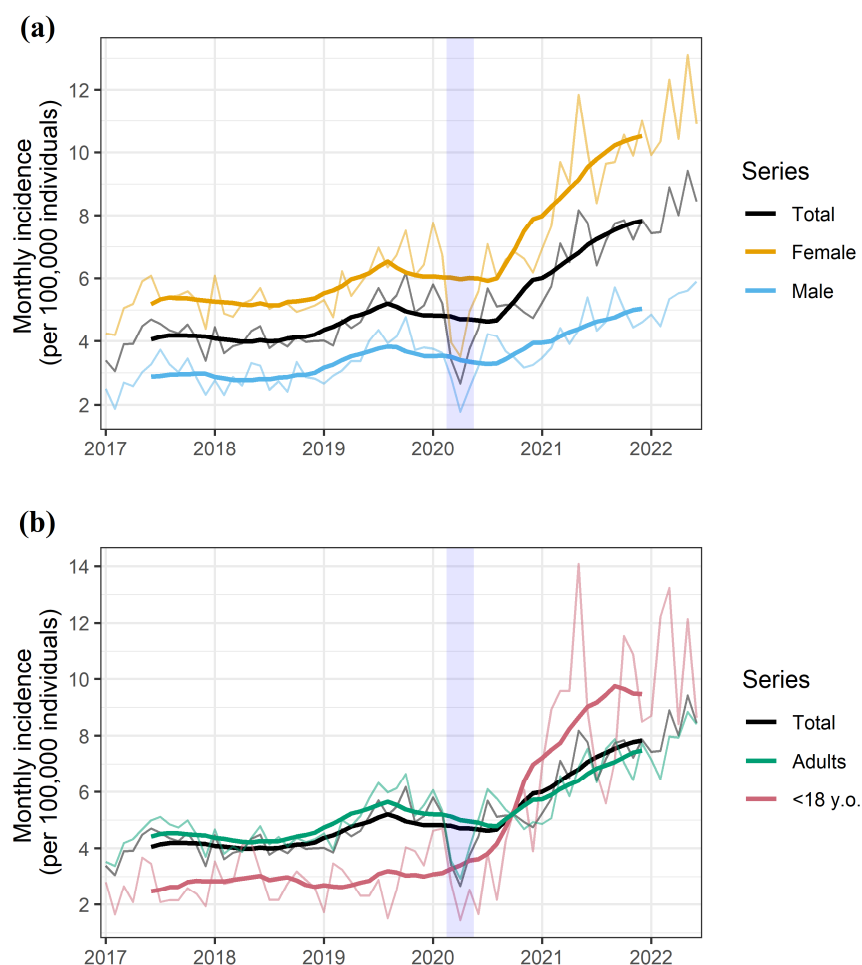 (a)
Monthly incidence
(per 100,000 individuals)
12
10
8
6
4
2
2017 2018 2019 2020 2021 2022
Series
Total
Female
Male
(b)
Monthly incidence
(per 100,000 individuals)
14
12
10
8
6
4
2
2017 2018 2019 2020 2021 2022
Series
Total
Adults
<18 y.o.